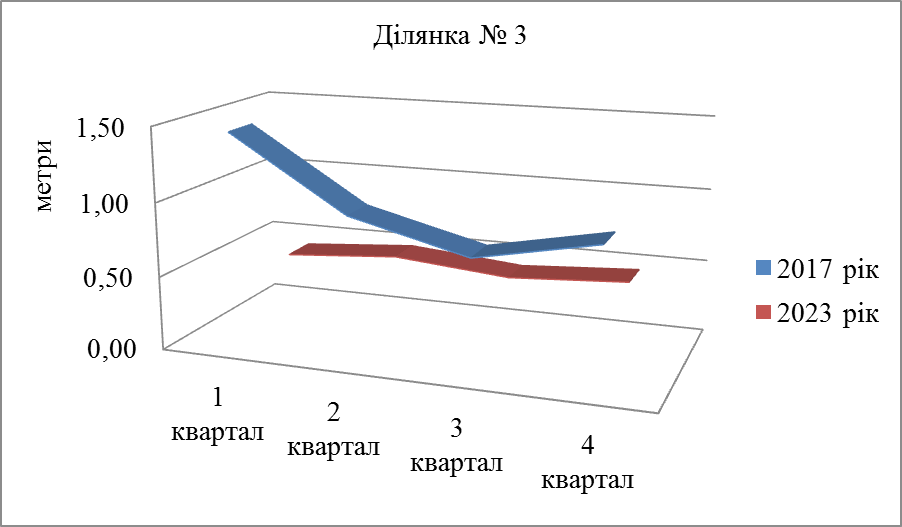 Ділянка № 3
метри
1,50
1,00
0,50
0,00
1
квартал
2
квартал
3
квартал
4
квартал
2017 рік
2023 рік